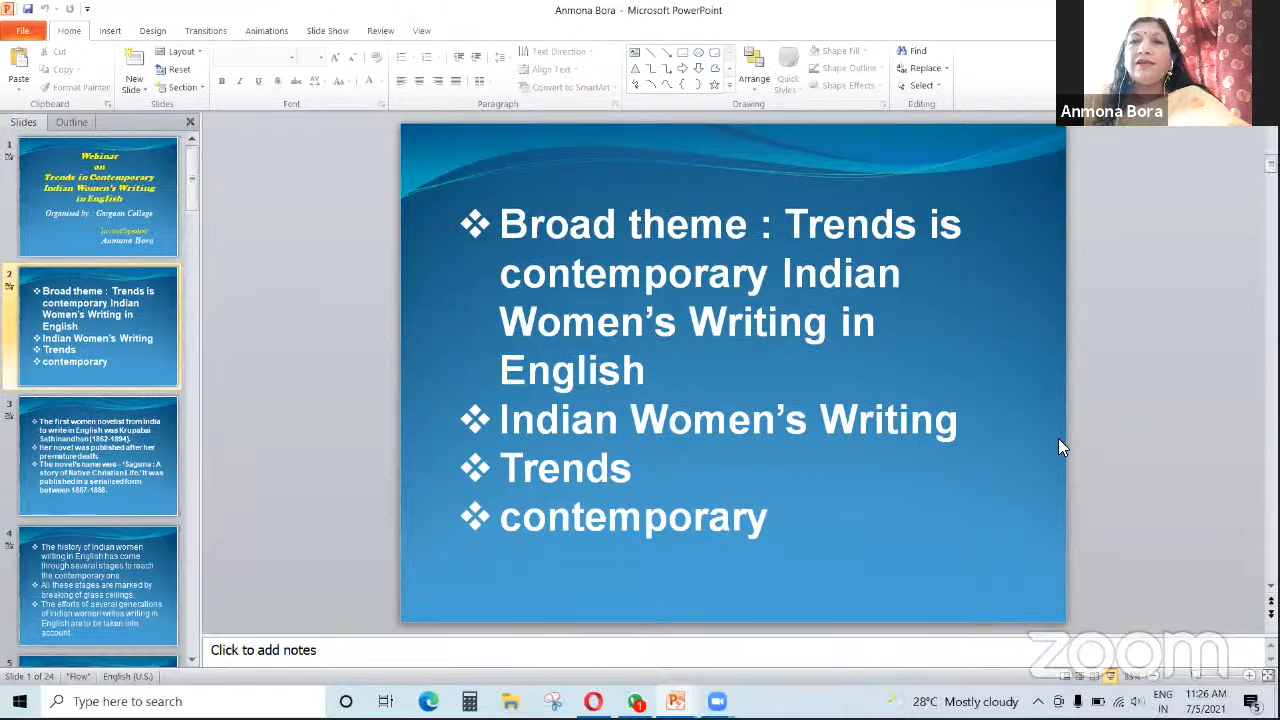 Anmona Bora - Microsoft PowerPoint
File Home Insert Design Transitions Animations Slide Show Review View
Paste
Cut
Copy
Format Painter
Clipboard
New
Slide
Layout
Reset
Section
Slides
Font
Text Direction
Align Text
Convert to SmartArt
Paragraph
Arrange
Quick
Styles
Shape Fill
Shape Outline
Shape Effects
Drawing
Find
Replace
Select
Editing
Anmona Bora
Slides Outline
1
Webinar
on
Trends in Contemporary
Indian Women's Writing
in English
Organised by : Gargaon College
Invited Speaker
Anmona Bora
2
❖ Broad theme : Trends is
contemporary Indian
Women's Writing in
English
❖ Indian Women's Writing
❖ Trends
❖ contemporary
3
❖ The first women novelist from India
to write in English was Krupabai
Sathinandhan (1862-1894).
❖ Her novel was published after her
premature death.
❖ The novel's name was - 'Saguna : A
story of Native Christian Life.' It was
published in a serialized form
between 1887-1888.
4
❖ The history of Indian women
writing in English has come
through several stages to reach
the contemporary one.
❖ All these stages are marked by
breaking of glass ceilings.
❖ The efforts of several generations
of Indian women writes writing in
English are to be taken into
account.
5
❖ Broad theme : Trends is
contemporary Indian
Women's Writing in
English
❖ Indian Women's Writing
❖ Trends
❖ contemporary
Click to add notes
zoom
Slide 1 of 24 "Flow" English (U.S.)
Type here to search
28°C Mostly cloudy
ENG
IN
11:26 AM
7/5/2021
5